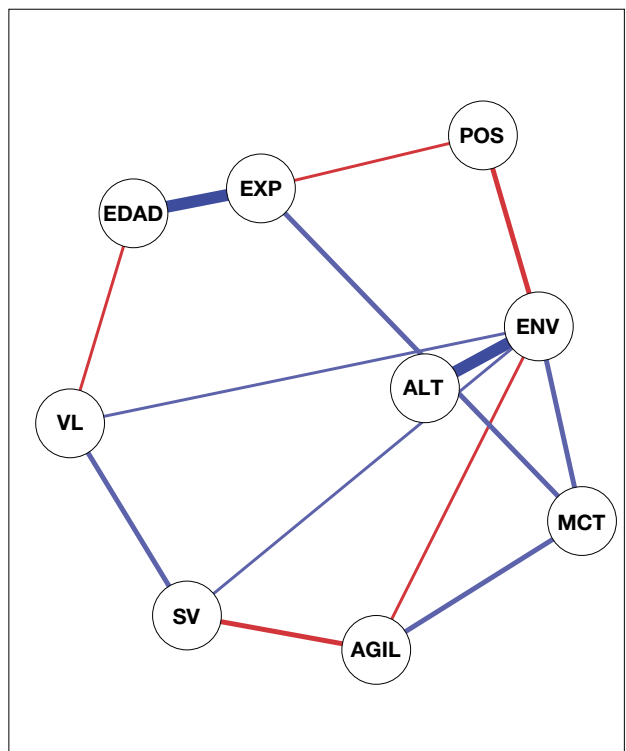 POS
EXP
EDAD
ENV
ALT
VL
MCT
SV
AGIL